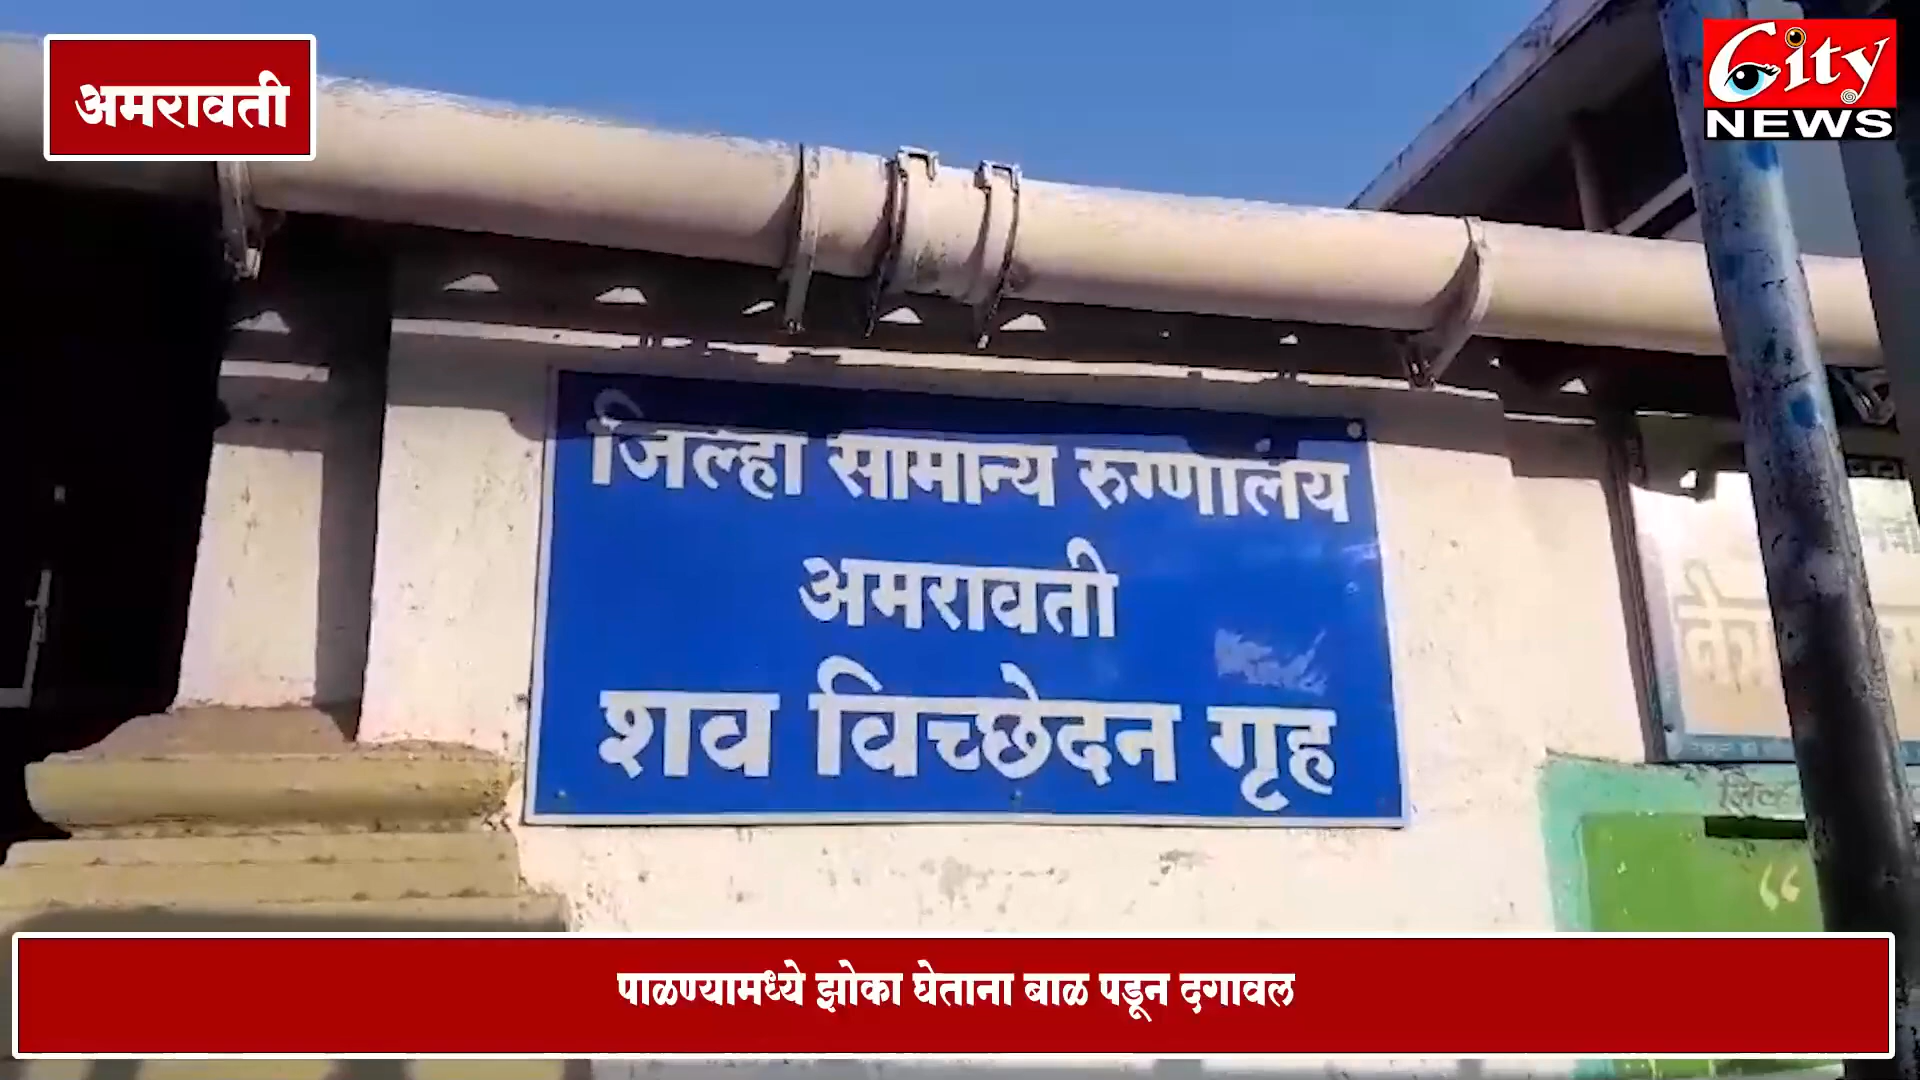 अमरावती
City
NEWS
जिल्हा सामान्य रुग्णालय
अमरावती
शव विच्छेदन गृह
पाळण्यामध्ये झोका घेताना बाळ पडून दगावल